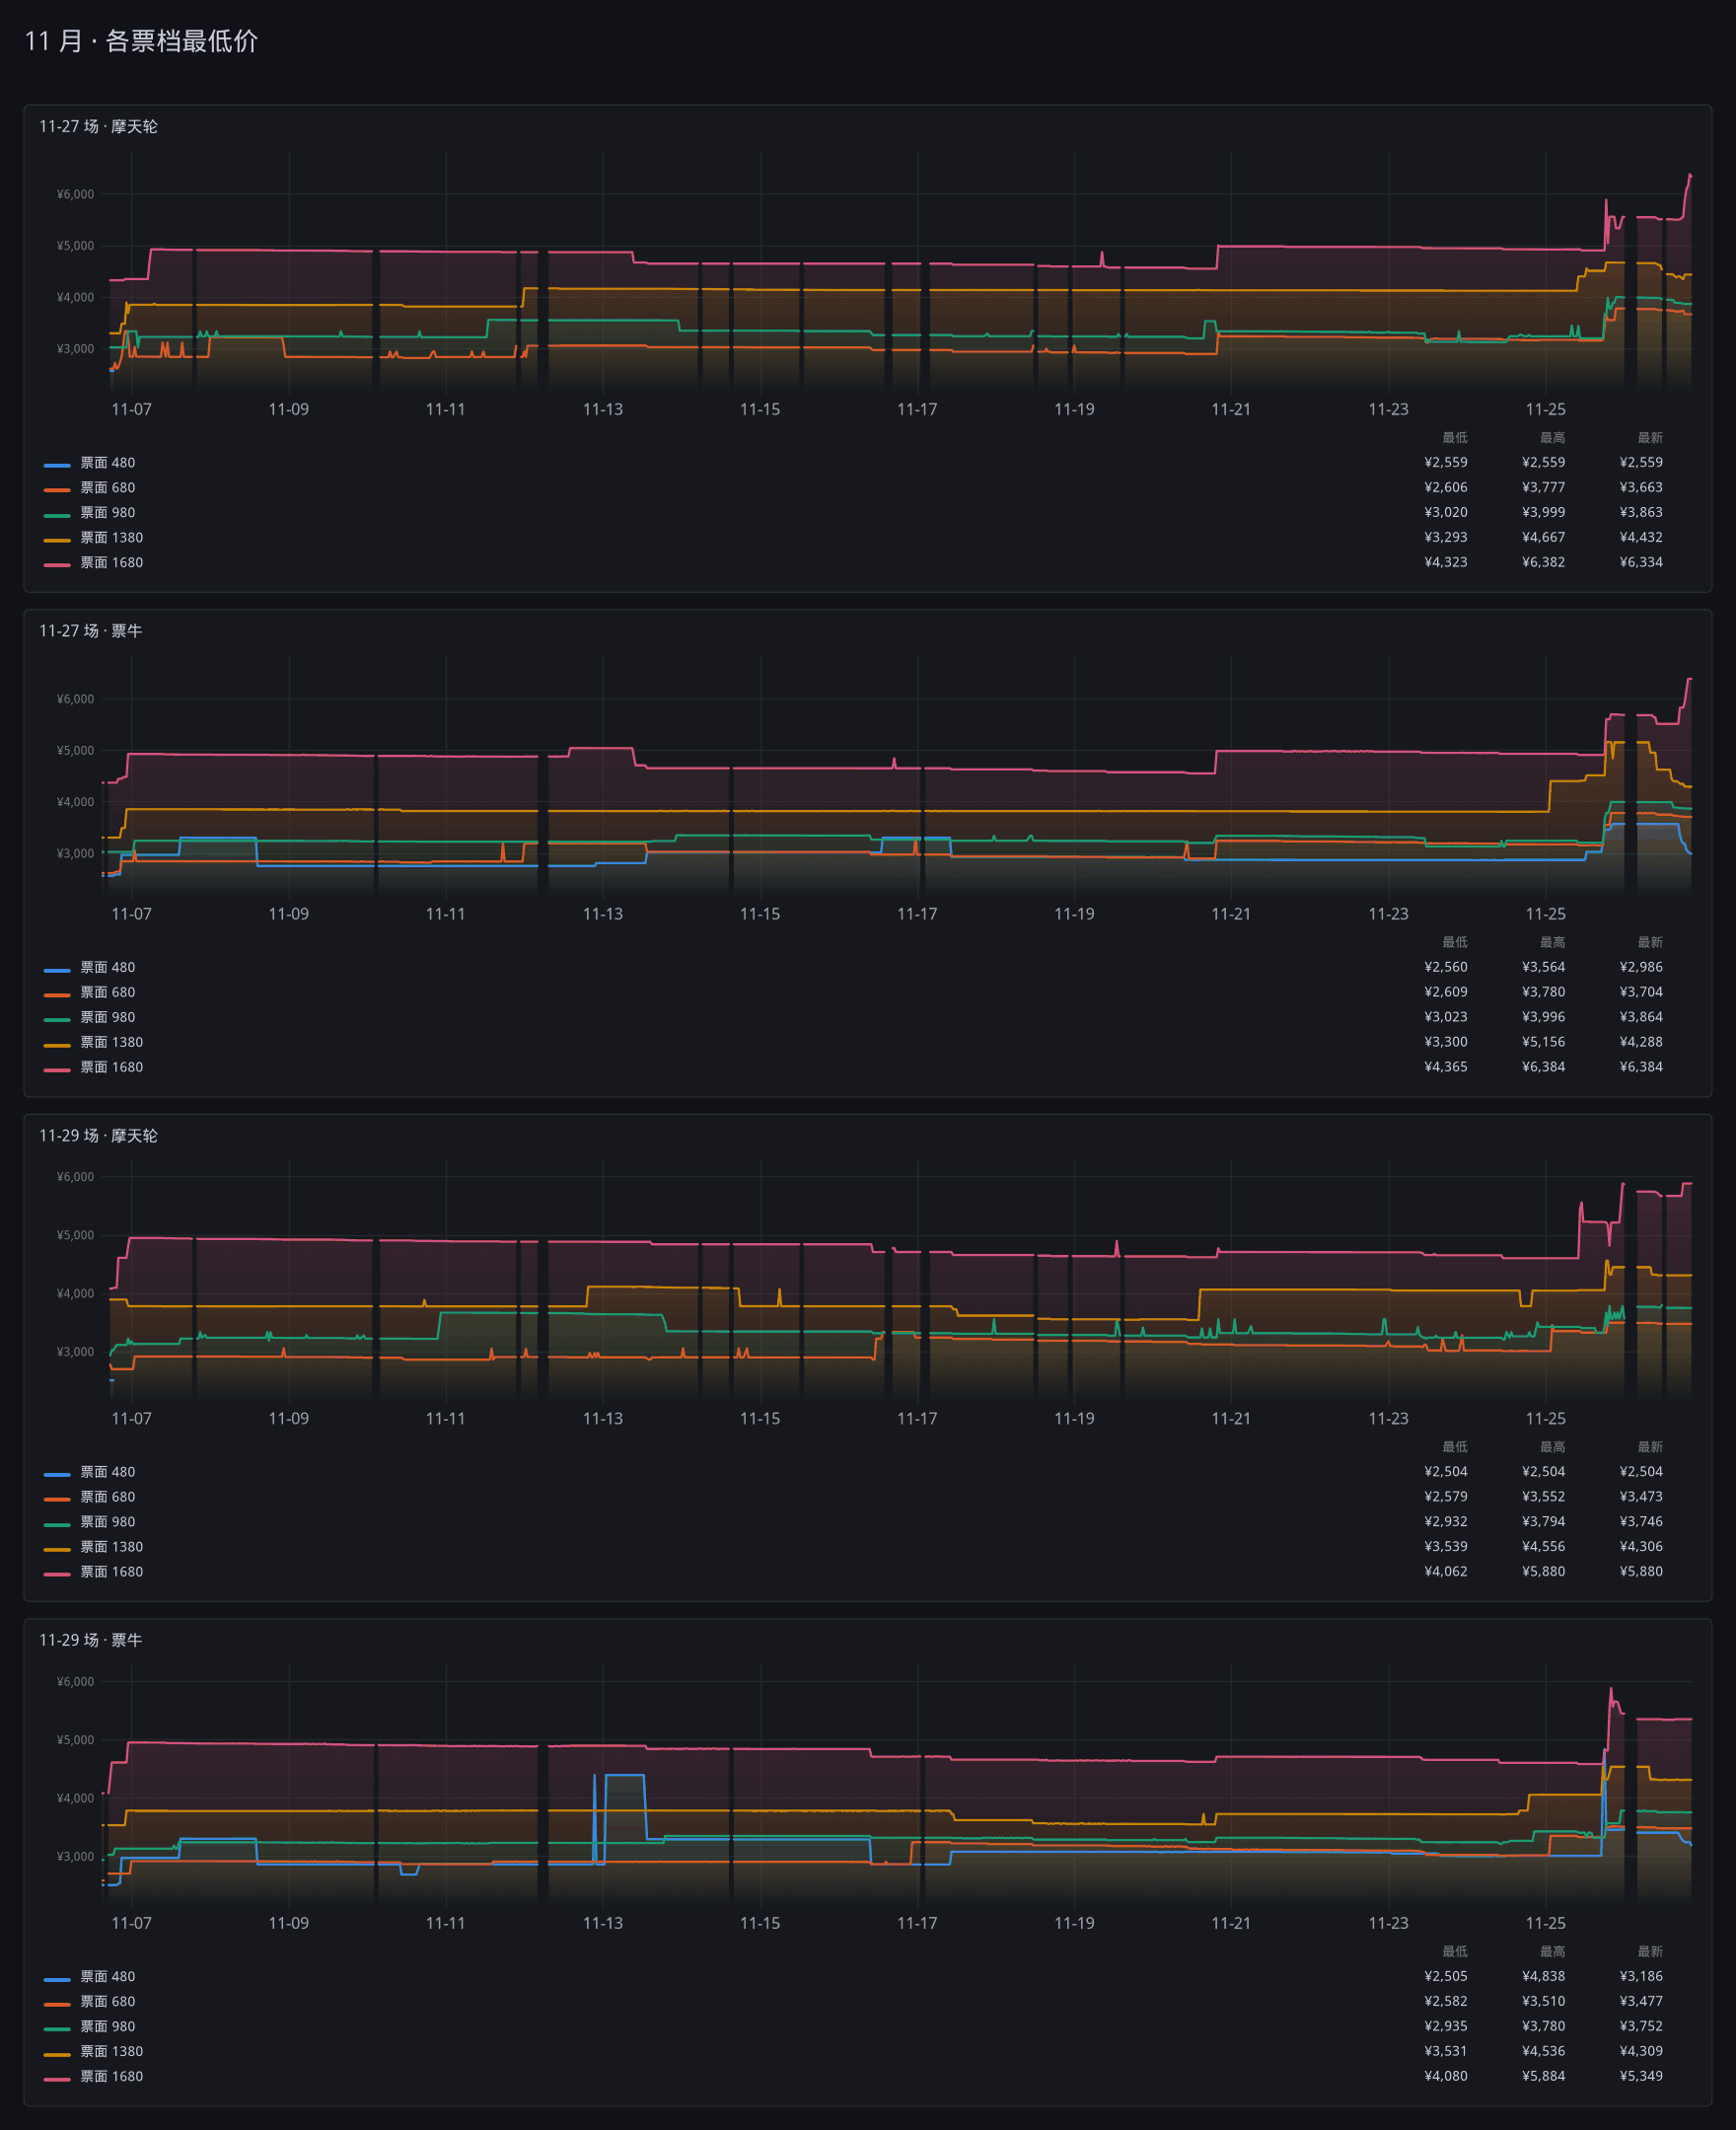 11 月 · 各票档最低价
11-27 场 · 摩天轮
¥6,000
¥5,000
¥4,000
¥3,000
11-07 11-09 11-11 11-13 11-15 11-17 11-19 11-21 11-23 11-25
最低 最高 最新
票面 480 ¥2,559 ¥2,559 ¥2,559
票面 680 ¥2,606 ¥3,777 ¥3,663
票面 980 ¥3,020 ¥3,999 ¥3,863
票面 1380 ¥3,293 ¥4,667 ¥4,432
票面 1680 ¥4,323 ¥6,382 ¥6,334
11-27 场 · 票牛
¥6,000
¥5,000
¥4,000
¥3,000
11-07 11-09 11-11 11-13 11-15 11-17 11-19 11-21 11-23 11-25
最低 最高 最新
票面 480 ¥2,560 ¥3,564 ¥2,986
票面 680 ¥2,609 ¥3,780 ¥3,704
票面 980 ¥3,023 ¥3,996 ¥3,864
票面 1380 ¥3,300 ¥5,156 ¥4,288
票面 1680 ¥4,365 ¥6,384 ¥6,384
11-29 场 · 摩天轮
¥6,000
¥5,000
¥4,000
¥3,000
11-07 11-09 11-11 11-13 11-15 11-17 11-19 11-21 11-23 11-25
最低 最高 最新
票面 480 ¥2,504 ¥2,504 ¥2,504
票面 680 ¥2,579 ¥3,552 ¥3,473
票面 980 ¥2,932 ¥3,794 ¥3,746
票面 1380 ¥3,539 ¥4,556 ¥4,306
票面 1680 ¥4,062 ¥5,880 ¥5,880
11-29 场 · 票牛
¥6,000
¥5,000
¥4,000
¥3,000
11-07 11-09 11-11 11-13 11-15 11-17 11-19 11-21 11-23 11-25
最低 最高 最新
票面 480 ¥2,505 ¥4,838 ¥3,186
票面 680 ¥2,582 ¥3,510 ¥3,477
票面 980 ¥2,935 ¥3,780 ¥3,752
票面 1380 ¥3,531 ¥4,536 ¥4,309
票面 1680 ¥4,080 ¥5,884 ¥5,349